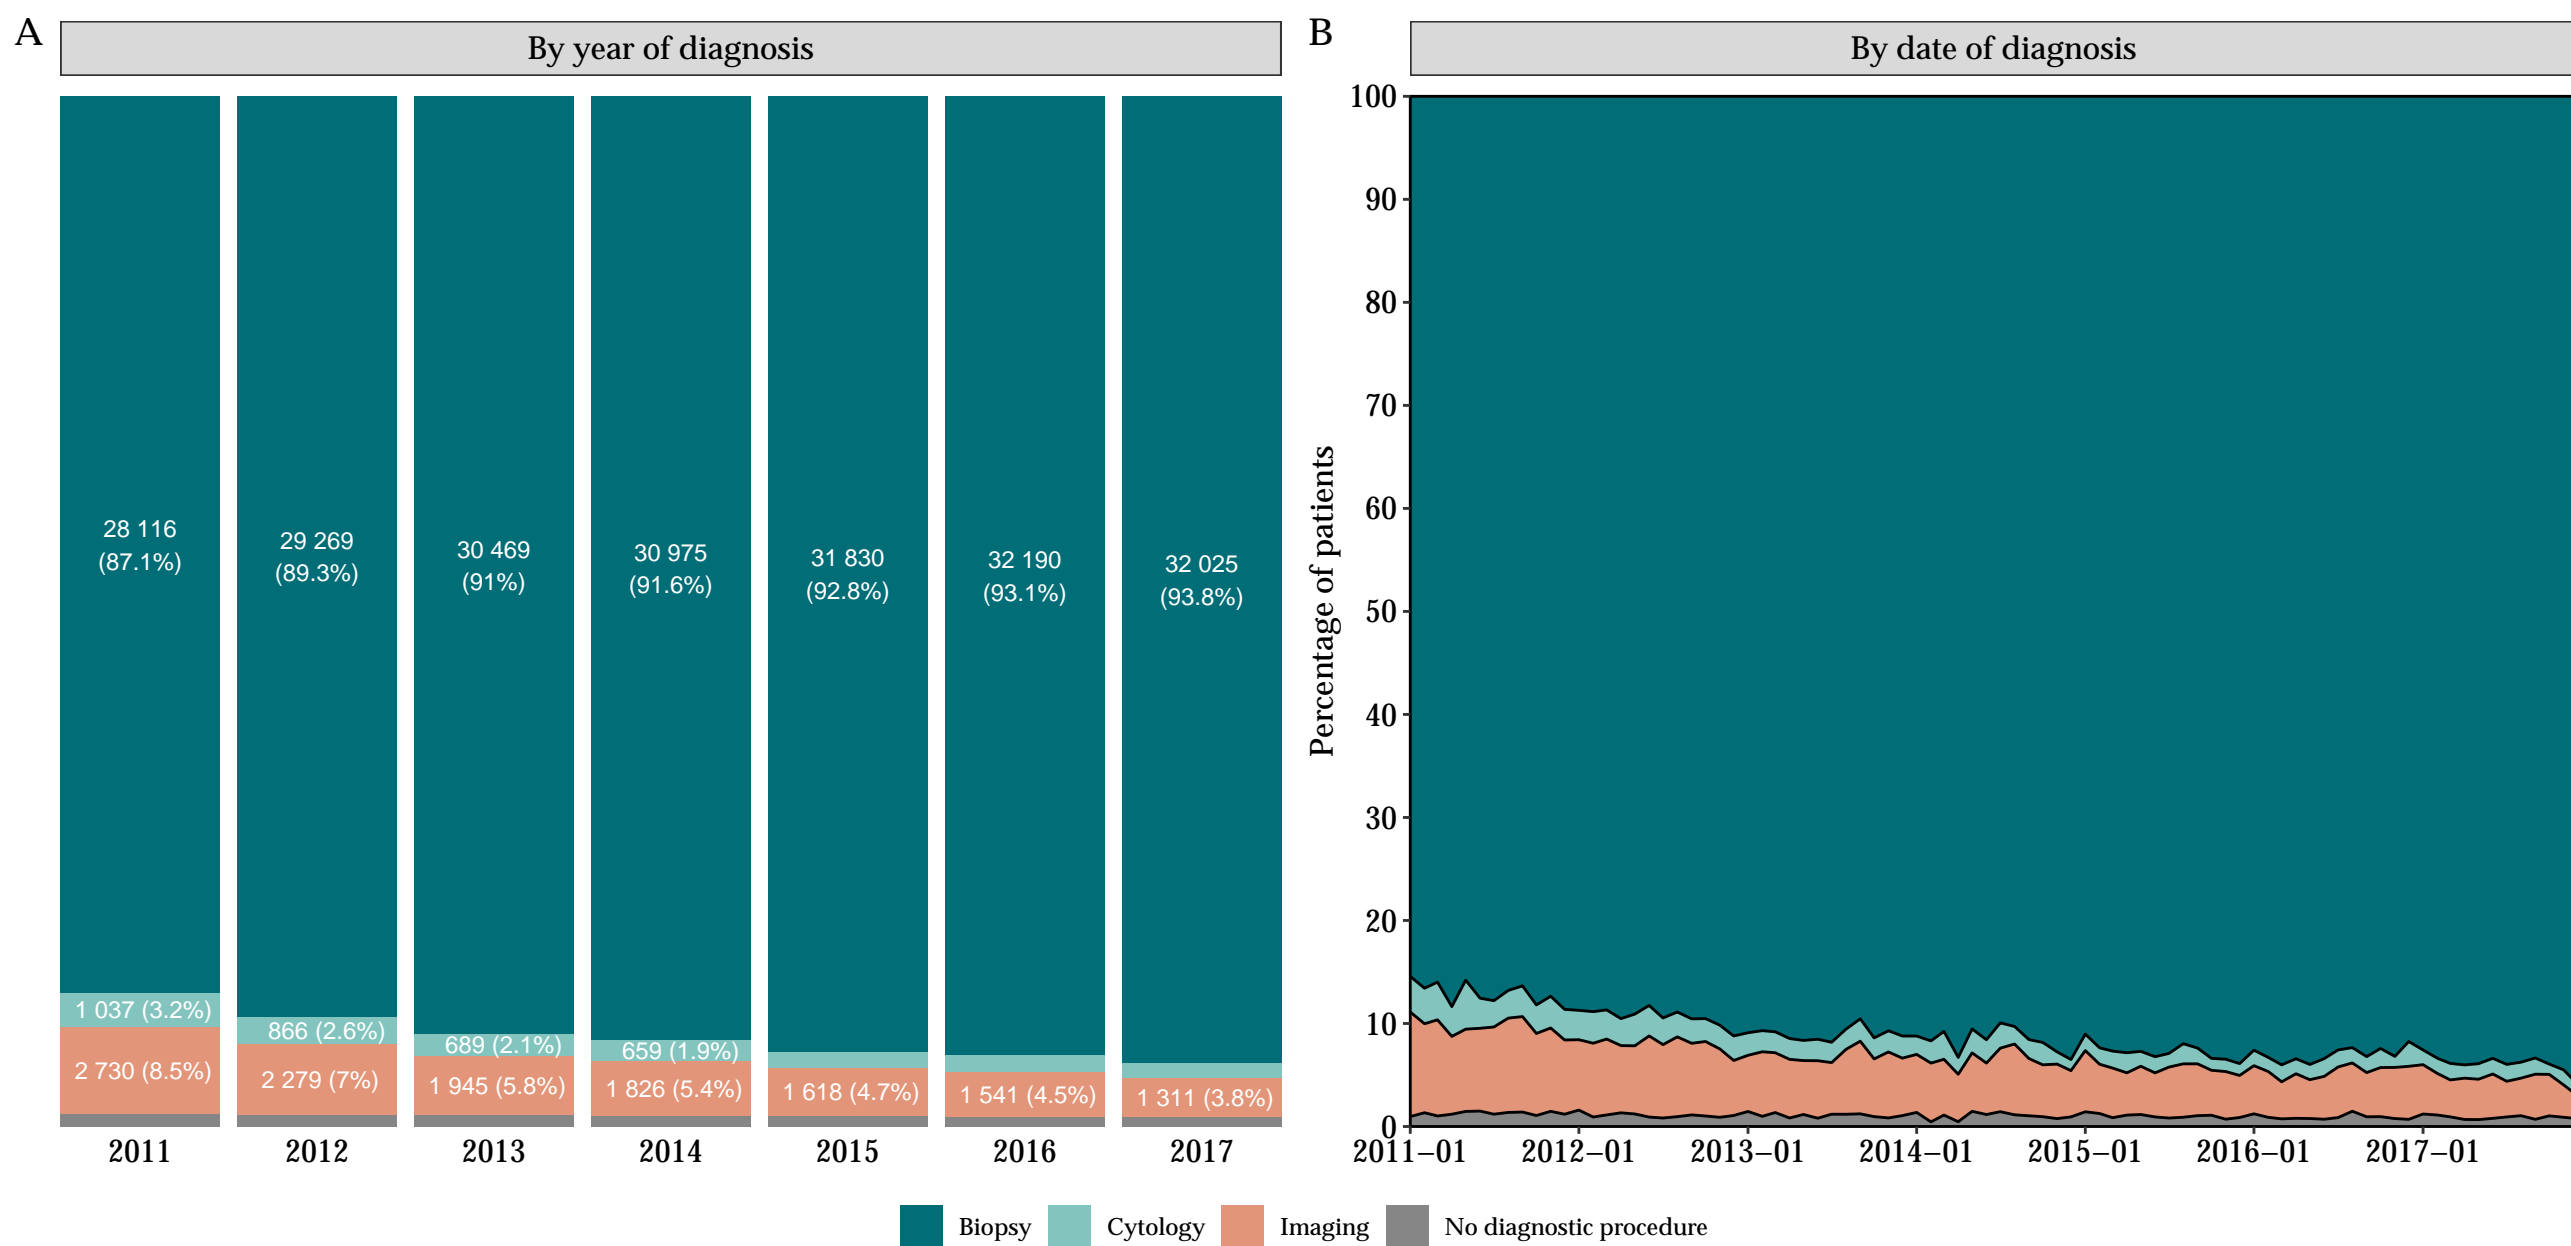 A
By year of diagnosis
28 116
(87.1%)
29 269
(89.3%)
30 469
(91%)
30 975
(91.6%)
31 830
(92.8%)
32 190
(93.1%)
32 025
(93.8%)
1 037 (3.2%)
866 (2.6%)
689 (2.1%)
659 (1.9%)
2 730 (8.5%)
2 279 (7%)
1 945 (5.8%)
1 826 (5.4%)
1 618 (4.7%)
1 541 (4.5%)
1 311 (3.8%)
2011
2012
2013
2014
2015
2016
2017
B
By date of diagnosis
Percentage of patients
100
90
80
70
60
50
40
30
20
10
0
2011–01
2012–01
2013–01
2014–01
2015–01
2016–01
2017–01
Biopsy
Cytology
Imaging
No diagnostic procedure